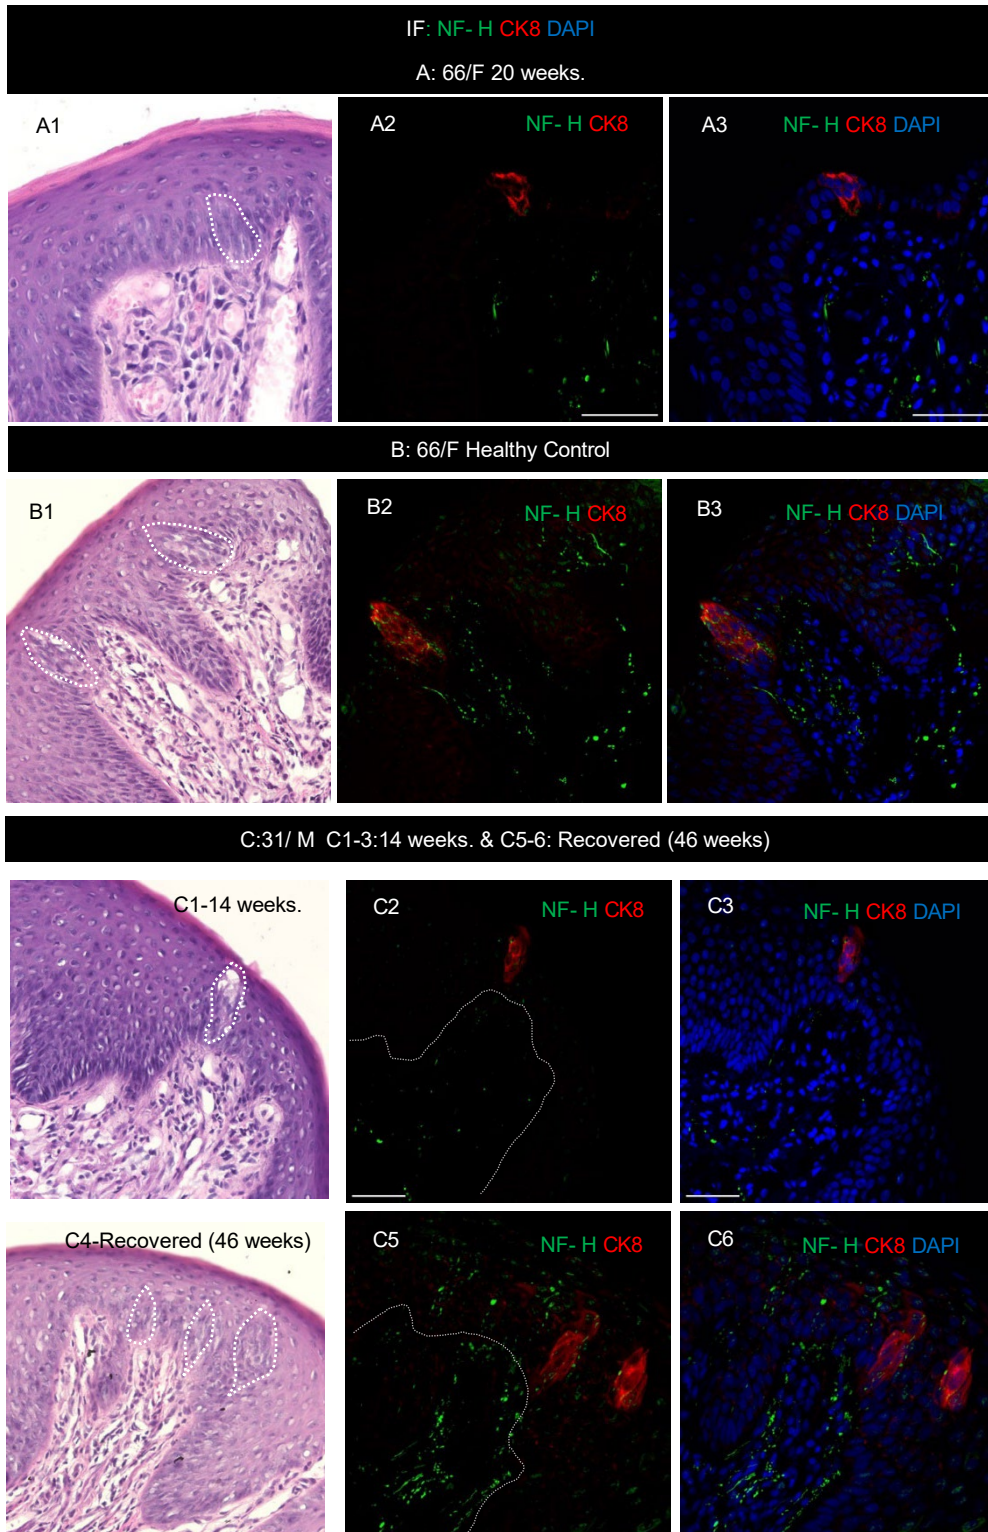 IF: NF- H CK8 DAPI
A: 66/F 20 weeks.
A1
A2
NF- H CK8
A3
NF- H CK8 DAPI
B: 66/F Healthy Control
B1
B2
NF- H CK8
B3
NF- H CK8 DAPI
C:31/ M C1-3:14 weeks. & C5-6: Recovered (46 weeks)
C1-14 weeks.
C2
NF- H CK8
C3
NF- H CK8 DAPI
C4-Recovered (46 weeks)
C5
NF- H CK8
C6
NF- H CK8 DAPI